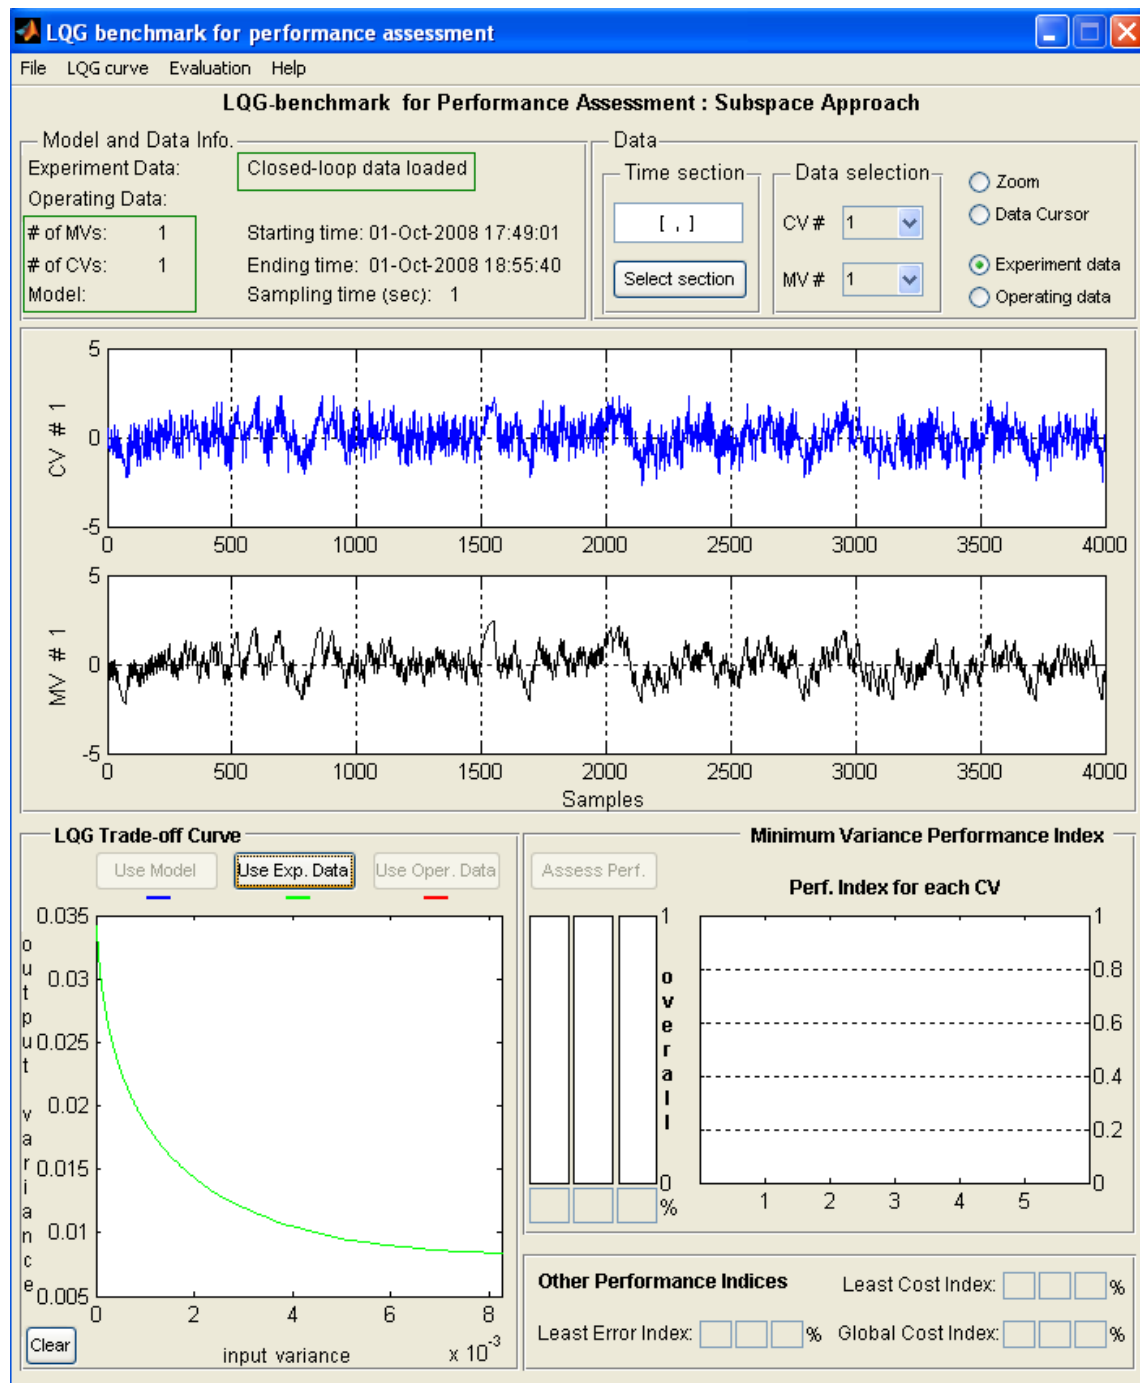 LQG benchmark for performance assessment
File LQG curve Evaluation Help
LQG-benchmark for Performance Assessment : Subspace Approach
Model and Data Info.
Experiment Data: Closed-loop data loaded
Operating Data:
# of MVs: 1 Starting time: 01-Oct-2008 17:49:01
# of CVs: 1 Ending time: 01-Oct-2008 18:55:40
Model: Sampling time (sec): 1
Data
Time section
[ , ]
Select section
Data selection
CV # 1
MV # 1
Zoom
Data Cursor
Experiment data
Operating data
CV # 1
5
0
-5
0 500 1000 1500 2000 2500 3000 3500 4000
MV # 1
5
0
-5
0 500 1000 1500 2000 2500 3000 3500 4000
Samples
LQG Trade-off Curve
Use Model Use Exp. Data Use Oper. Data
output variance
0.035
0.03
0.025
0.02
0.015
0.01
0.005
0 2 4 6 8
x 10-3
input variance
Clear
Minimum Variance Performance Index
Assess Perf.
Perf. Index for each CV
1
overall
0
%
1
0.8
0.6
0.4
0.2
0
1 2 3 4 5
Other Performance Indices Least Cost Index: %
Least Error Index: % Global Cost Index: %